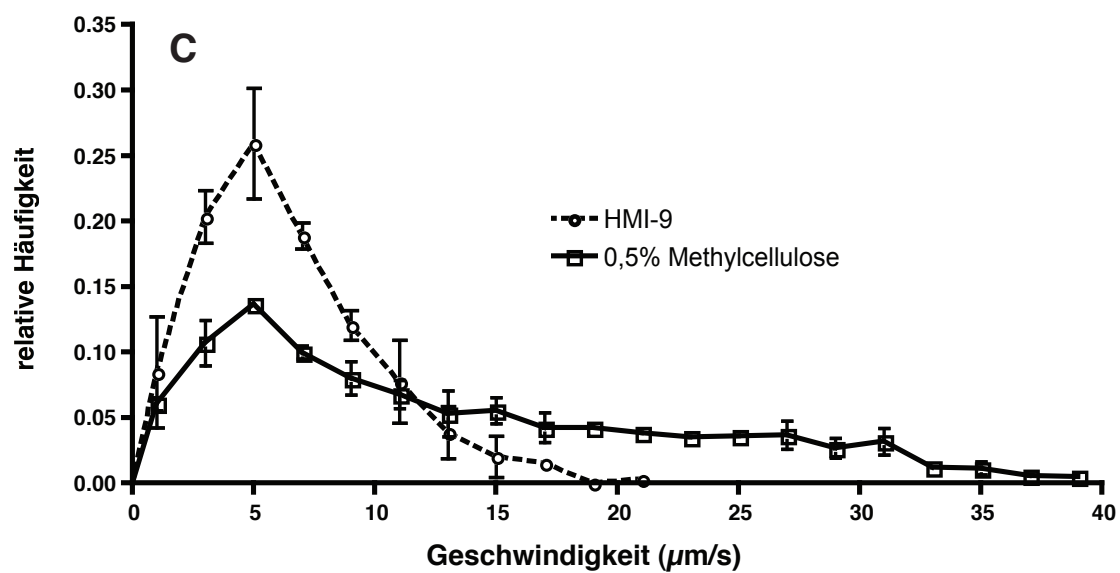 C
relative Häufigkeit
0.35
0.30
0.25
0.20
0.15
0.10
0.05
0.00
HMI-9
0,5% Methylcellulose
0 5 10 15 20 25 30 35 40
Geschwindigkeit (µm/s)